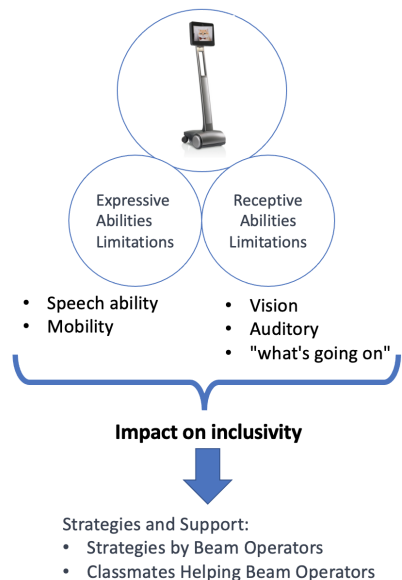 Expressive
Abilities
Limitations
Receptive
Abilities
Limitations
• Speech ability
• Mobility
• Vision
• Auditory
• "what's going on"
Impact on inclusivity
Strategies and Support:
• Strategies by Beam Operators
• Classmates Helping Beam Operators